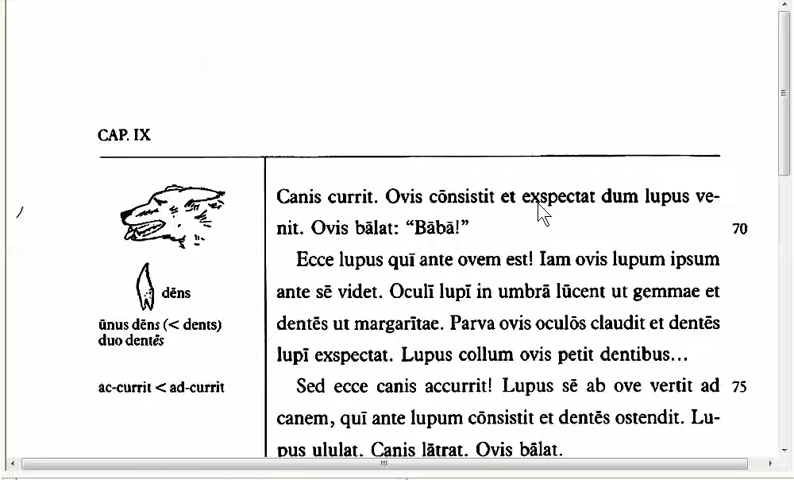 CAP. IX
Canis currit. Ovis cōnsistit et exspectat dum lupus ve-
nit. Ovis bālat: “Bābā!”
70
Ecce lupus quī ante ovem est! Iam ovis lupum ipsum
ante sē videt. Oculī lupī in umbrā lūcent ut gemmae et
dentēs ut margarītae. Parva ovis oculōs claudit et dentēs
lupī exspectat. Lupus collum ovis petit dentibus...
Sed ecce canis accurrit! Lupus sē ab ove vertit ad
75
canem, quī ante lupum cōnsistit et dentēs ostendit. Lu-
pus ululat. Canis lātrat. Ovis bālat.
dēns
ūnus dēns (< dents)
duo dentēs
ac-currit < ad-currit